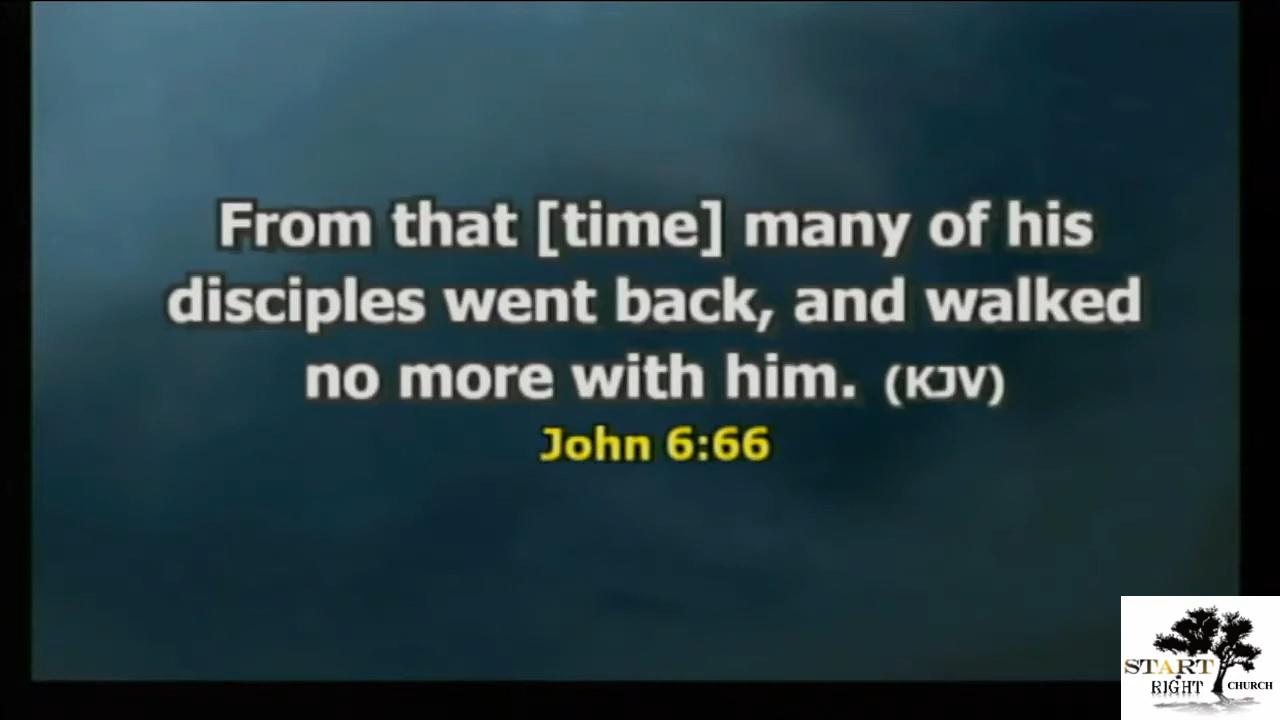 From that [time] many of his
disciples went back, and walked
no more with him. (KJV)
John 6:66
START
RIGHT CHURCH